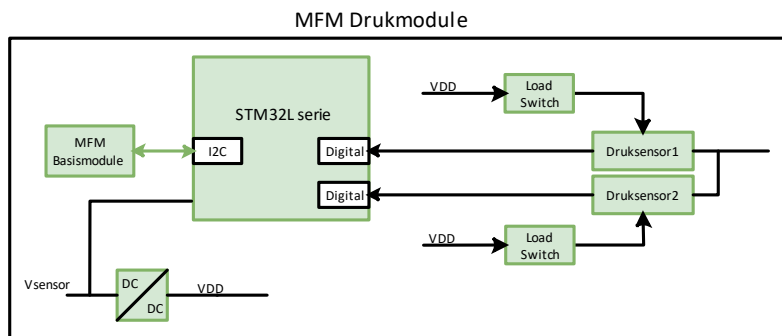 MFM Drukmodule
STM32L serie
VDD
Load
Switch
MFM
Basismodule
I2C
Digital
Druksensor1
Digital
Druksensor2
VDD
Load
Switch
Vsensor
DC
DC
VDD